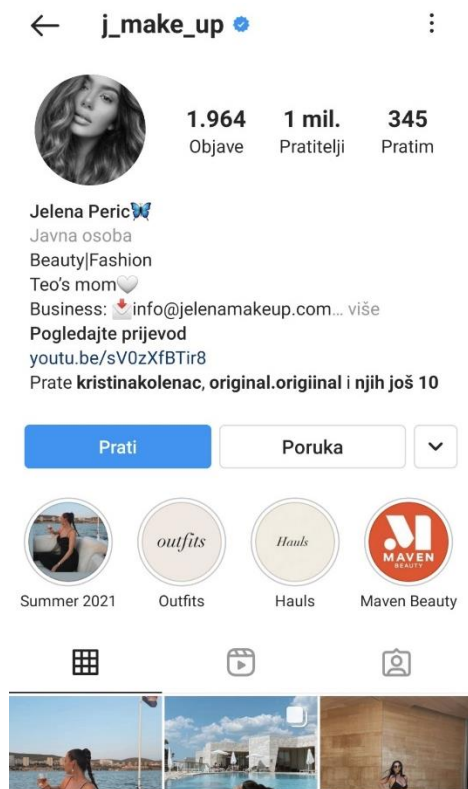 j_make_up
1.964 1 mil. 345
Objave Pratitelji Pratim
Jelena Peric🦋
Javna osoba
Beauty|Fashion
Teo's mom🤍
Business: 📩info@jelenamakeup.com... više
Pogledajte prijevod
youtu.be/sV0zXfBTir8
Prate kristinakolenac, original.origiinal i njih još 10
Prati Poruka
outfits Hauls MAVEN
BEAUTY
Summer 2021 Outfits Hauls Maven Beauty